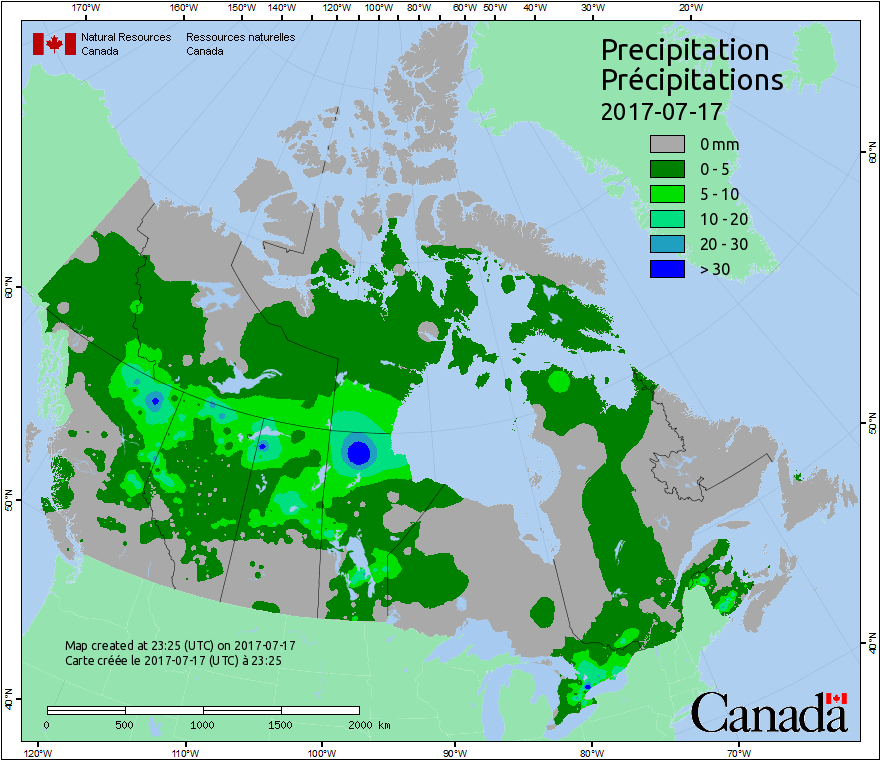 170°W 160°W 150°W 140°W 130°W 120°W 110°W 100°W 90°W 80°W 70°W 60°W 50°W 40°W 30°W 20°W
Natural Resources Ressources naturelles
Canada Canada
Precipitation
Précipitations
2017-07-17
0 mm
0 - 5
5 - 10
10 - 20
20 - 30
> 30
60°N 60°N
50°N 50°N
40°N 40°N
Map created at 23:25 (UTC) on 2017-07-17
Carte créée le 2017-07-17 (UTC) à 23:25
0 500 1000 1500 2000 km
Canada
120°W 110°W 100°W 90°W 80°W 70°W